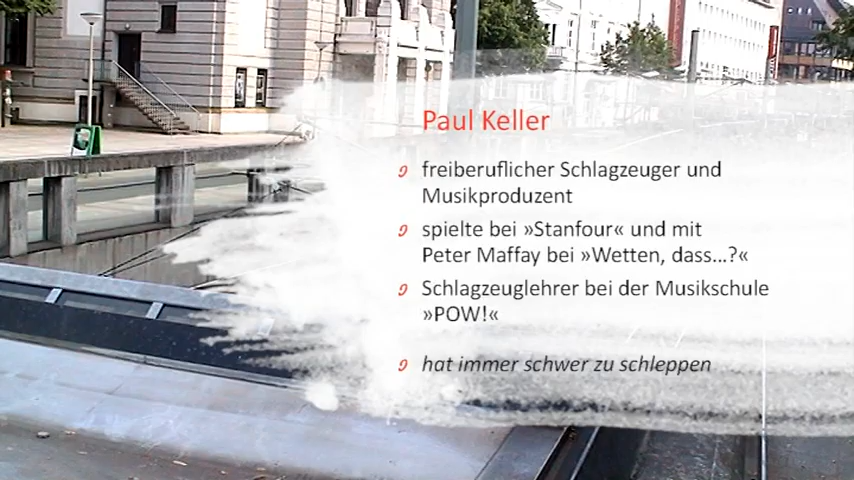 Paul Keller
freiberuflicher Schlagzeuger und
Musikproduzent
spielte bei »Stanfour« und mit
Peter Maffay bei »Wetten, dass...?«
Schlagzeuglehrer bei der Musikschule
»POW!«
hat immer schwer zu schleppen